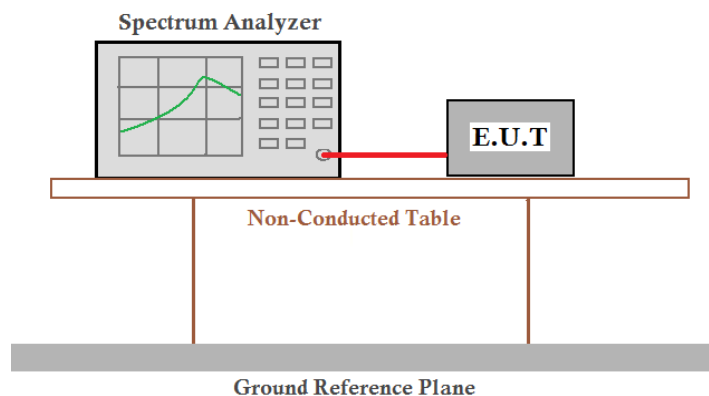 Spectrum Analyzer
E.U.T
Non-Conducted Table
Ground Reference Plane